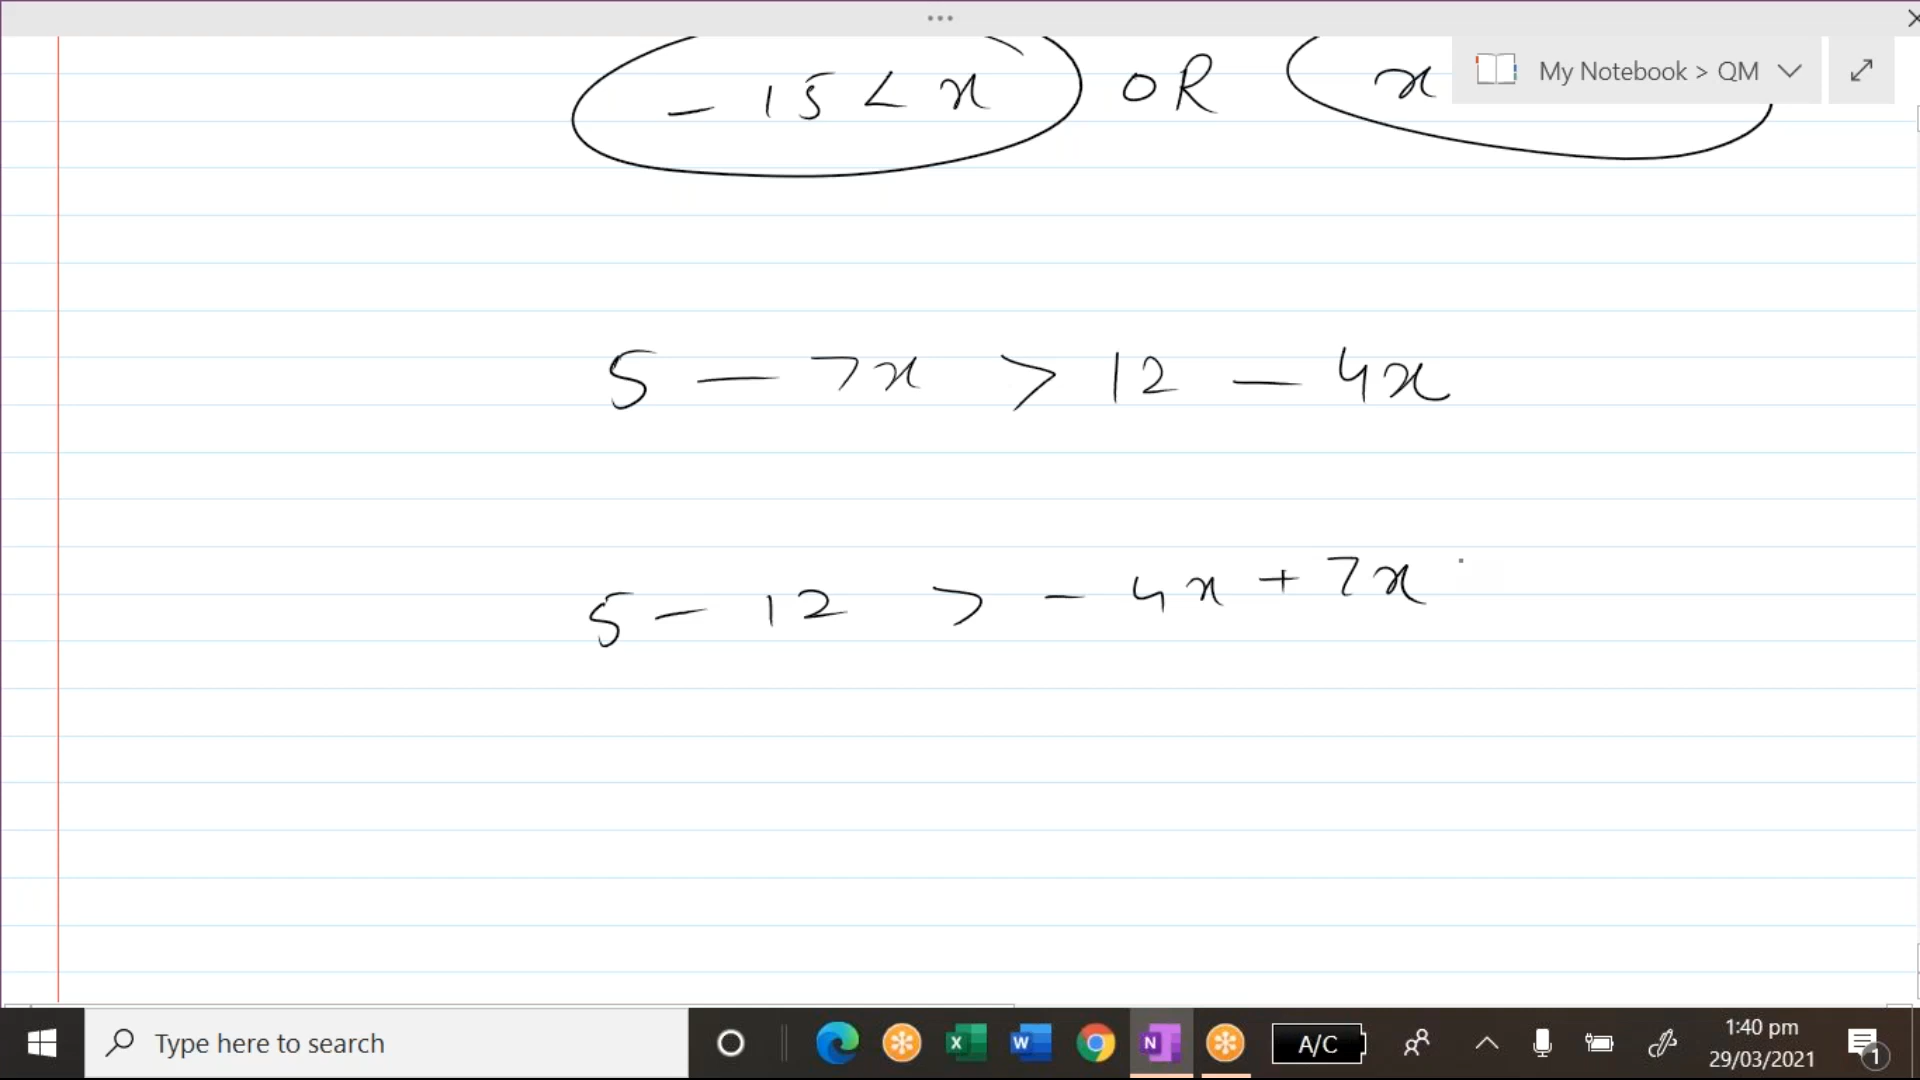 ...
My Notebook > QM
- 15 < x OR x
5 - 7x > 12 - 4x
5 - 12 > - 4x + 7x
Type here to search
A/C
1:40 pm
29/03/2021
1